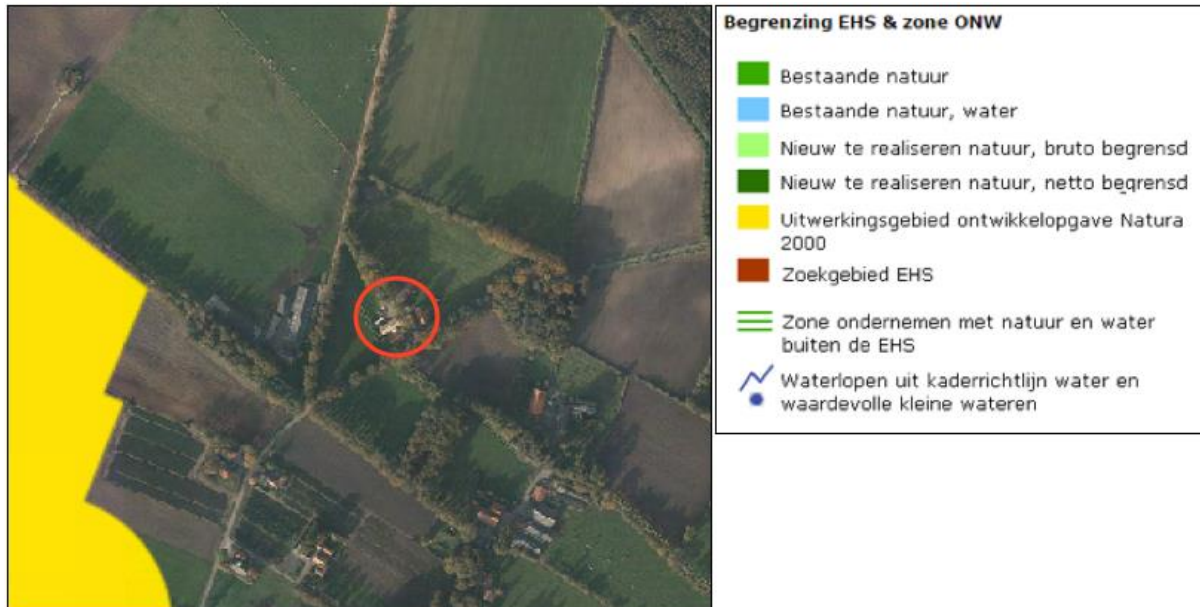 Begrenzing EHS & zone ONW
Bestaande natuur
Bestaande natuur, water
Nieuw te realiseren natuur, bruto begrensd
Nieuw te realiseren natuur, netto begrensd
Uitwerkingsgebied ontwikkelopgave Natura
2000
Zoekgebied EHS
Zone ondernemen met natuur en water
buiten de EHS
Waterlopen uit kaderrichtlijn water en
waardevolle kleine wateren